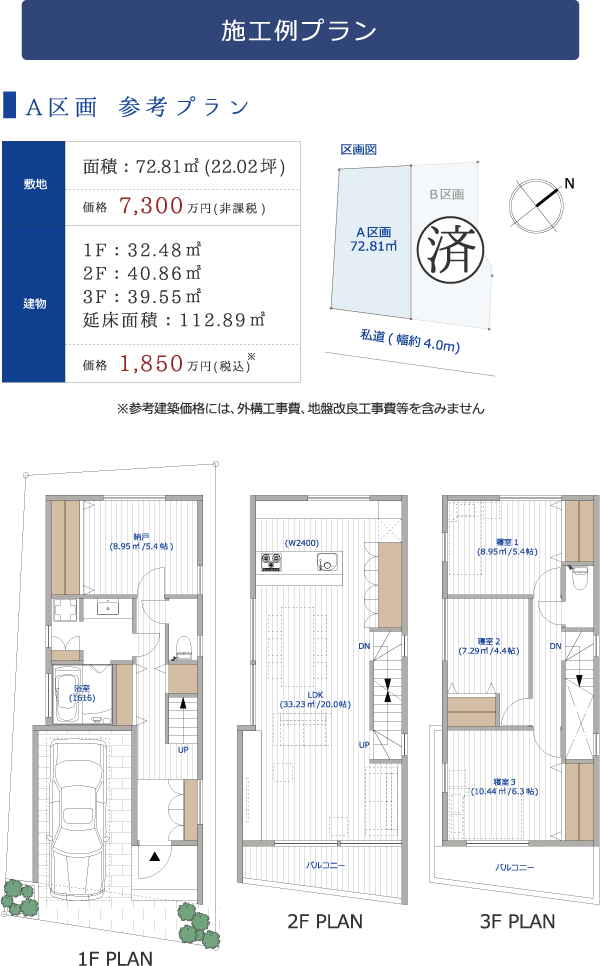 施工例プラン
A区画 参考プラン
敷地
面積：72.81㎡(22.02坪)
価格 7,300万円(非課税)
建物
1F：32.48㎡
2F：40.86㎡
3F：39.55㎡
延床面積：112.89㎡
価格 1,850万円(税込)※
区画図
B区画
A区画
72.81㎡
済
私道(幅約4.0m)
N
※参考建築価格には、外構工事費、地盤改良工事費等を含みません
納戸
(8.95㎡/5.4帖)
浴室
(1616)
UP
1F PLAN
(W2400)
DN
LDK
(33.23㎡/20.0帖)
UP
バルコニー
2F PLAN
寝室1
(8.95㎡/5.4帖)
寝室2
(7.29㎡/4.4帖)
DN
寝室3
(10.44㎡/6.3帖)
バルコニー
3F PLAN